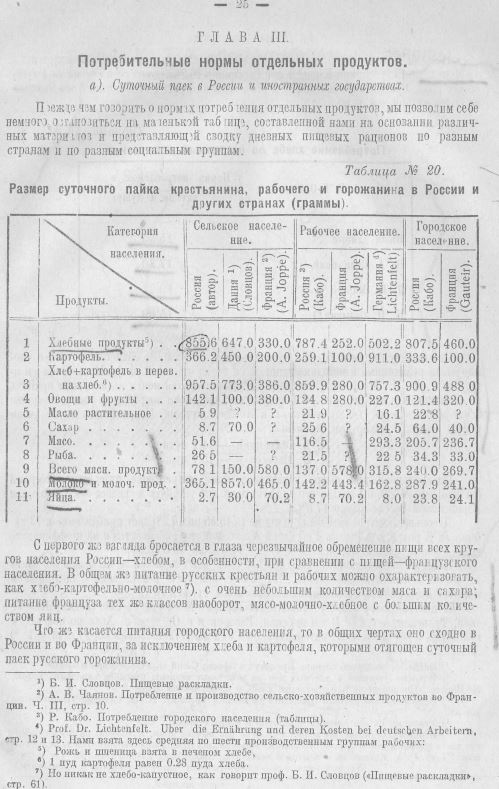 — 25 —
ГЛАВА III.
Потребительные нормы отдельных продуктов.
а). Суточный паек в России и иностранных государствах.
Прежде чем говорить о нормах потребления отдельных продуктов, мы позволим себе
немного остановиться на маленькой таблице, составленной нами на основании различ-
ных материалов и представляющей сводку дневных пищевых рационов по разным
странам и по разным социальным группам.
Таблица № 20.
Размер суточного пайка крестьянина, рабочего и горожанина в России и
других странах (граммы).
Категория населения. Продукты. Сельское населе-ние. Рабочее население. Городское население.
Россия (автор). Дания ¹) (Словцов). Франция ²) (А. Joppe). Россия ³) (Кабо). Франция (А. Joppe). Германия ⁴) Lichtenfelt) Россия (Кабо). Франция (Gauteir).
1 Хлебные продукты⁵) . . 855,6 647.0 330.0 787.4 252.0 502.2 807.5 460.0
2 Картофель. . . . . . . 366.2 450.0 200.0 259.1 100.0 911.0 333.6 100.0
Хлеб+картофель в перев.
3 на хлеб.⁶) . . . . . 957.5 773.0 386.0 859.9 280.0 757.3 900.9 488 0
4 Овощи и фрукты . . . . 142.1 100.0 380.0 124.8 280.0 227.0 121.4 320.0
5 Масло растительное . . . 5 9 ? ? 21.9 ? 16.1 22.8 ?
6 Сахар . . . . . . . 8.7 70.0 ? 25.6 ? 24.5 64.0 40.0
7 Мясо. . . . . . . . 51.6 — — 116.5 — 293.3 205.7 236.7
8 Рыба. . . . . . . . 26 5 — ? 21.5 ? 22 5 34.3 33.0
9 Всего мясн. продукт. . 78 1 150.0 580 0 137.0 578.0 315.8 240.0 269.7
10 Молоко и молоч. прод. . 365.1 857.0 465.0 142.2 443.4 162.8 287.9 241.0
11 Яйца. . . . . . . . 2.7 30 0 70.2 8.7 70.2 8.0 23.8 24.1
С первого же взгляда бросается в глаза черезвычайное обременение пищи всех кру-
гов населения России—хлебом, в особенности, при сравнении с пищей—французского
населения. В общем же питание русских крестьян и рабочих можно охарактеризовать,
как хлебо-картофельно-молочное ⁷). с очень небольшим количеством мяса и сахара;
питание француза тех же классов наоборот, мясо-молочно-хлебное с большим количе-
ством яиц.
Что же касается питания городского населения, то в общих чертах оно сходно в
России и во Франции, за исключением хлеба и картофеля, которыми отягощен суточный
паек русского горожанина.
¹) Б. И. Словцов. Пищевые раскладки.
²) А. В. Чаянов. Потребление и производство сельско-хозяйственных продуктов во Фран-
ции. Ч. III, стр. 10.
³) Р. Кабо. Потребление городского населения (таблицы).
⁴) Prof. Dr. Lichtenfelt. Uber die Ernährung und deren Kosten bei deutschen Arbeitern,
стр. 12 и 13. Нами взята здесь средняя по шести производственным группам рабочих:
⁵) Рожь и пшеница взята в печеном хлебе.
⁶) 1 пуд картофеля равен 0.28 пуда хлеба.
⁷) Но никак не хлебо-капустное, как говорит проф. Б. И. Словцов («Пищевые раскладки»,
стр. 61).